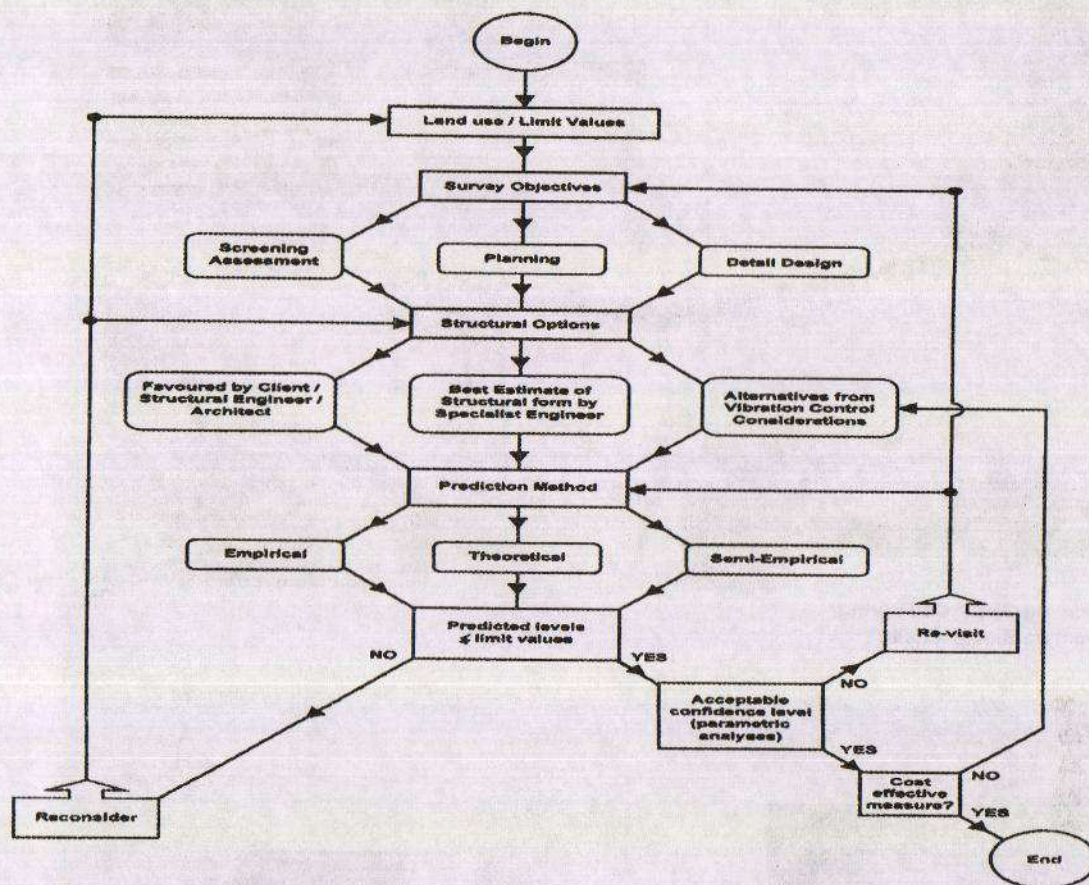 Begin
Land use / Limit Values
Survey Objectives
Screening
Assessment
Planning
Detail Design
Structural Options
Favoured by Client /
Structural Engineer /
Architect
Best Estimate of
Structural form by
Specialist Engineer
Alternatives from
Vibration Control
Considerations
Prediction Method
Empirical
Theoretical
Semi-Empirical
Predicted levels
≤ limit values
Re-visit
NO
YES
NO
Acceptable
confidence level
(parametric
analyses)
YES
NO
Cost
effective
measure?
YES
Reconsider
End